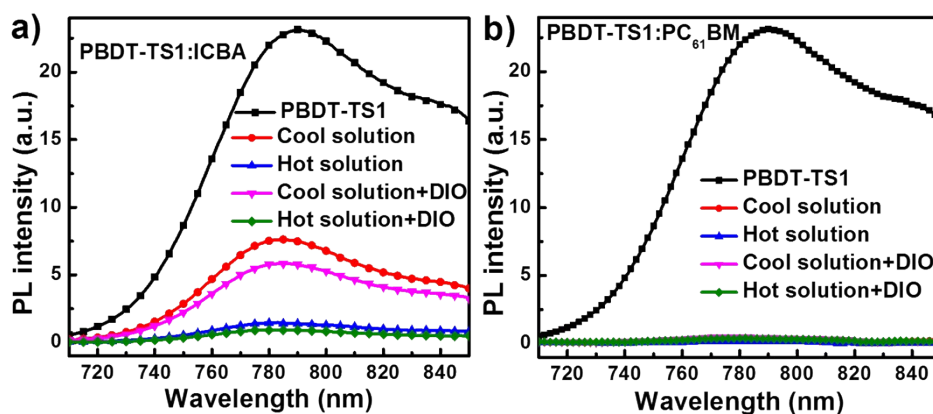 a)
PBDT-TS1:ICBA
PBDT-TS1
Cool solution
Hot solution
Cool solution+DIO
Hot solution+DIO
PL intensity (a.u.)
20
15
10
5
0
720 740 760 780 800 820 840
Wavelength (nm)
b)
PBDT-TS1:PC₆₁BM
PBDT-TS1
Cool solution
Hot solution
Cool solution+DIO
Hot solution+DIO
PL intensity (a.u.)
20
15
10
5
0
720 740 760 780 800 820 840
Wavelength (nm)